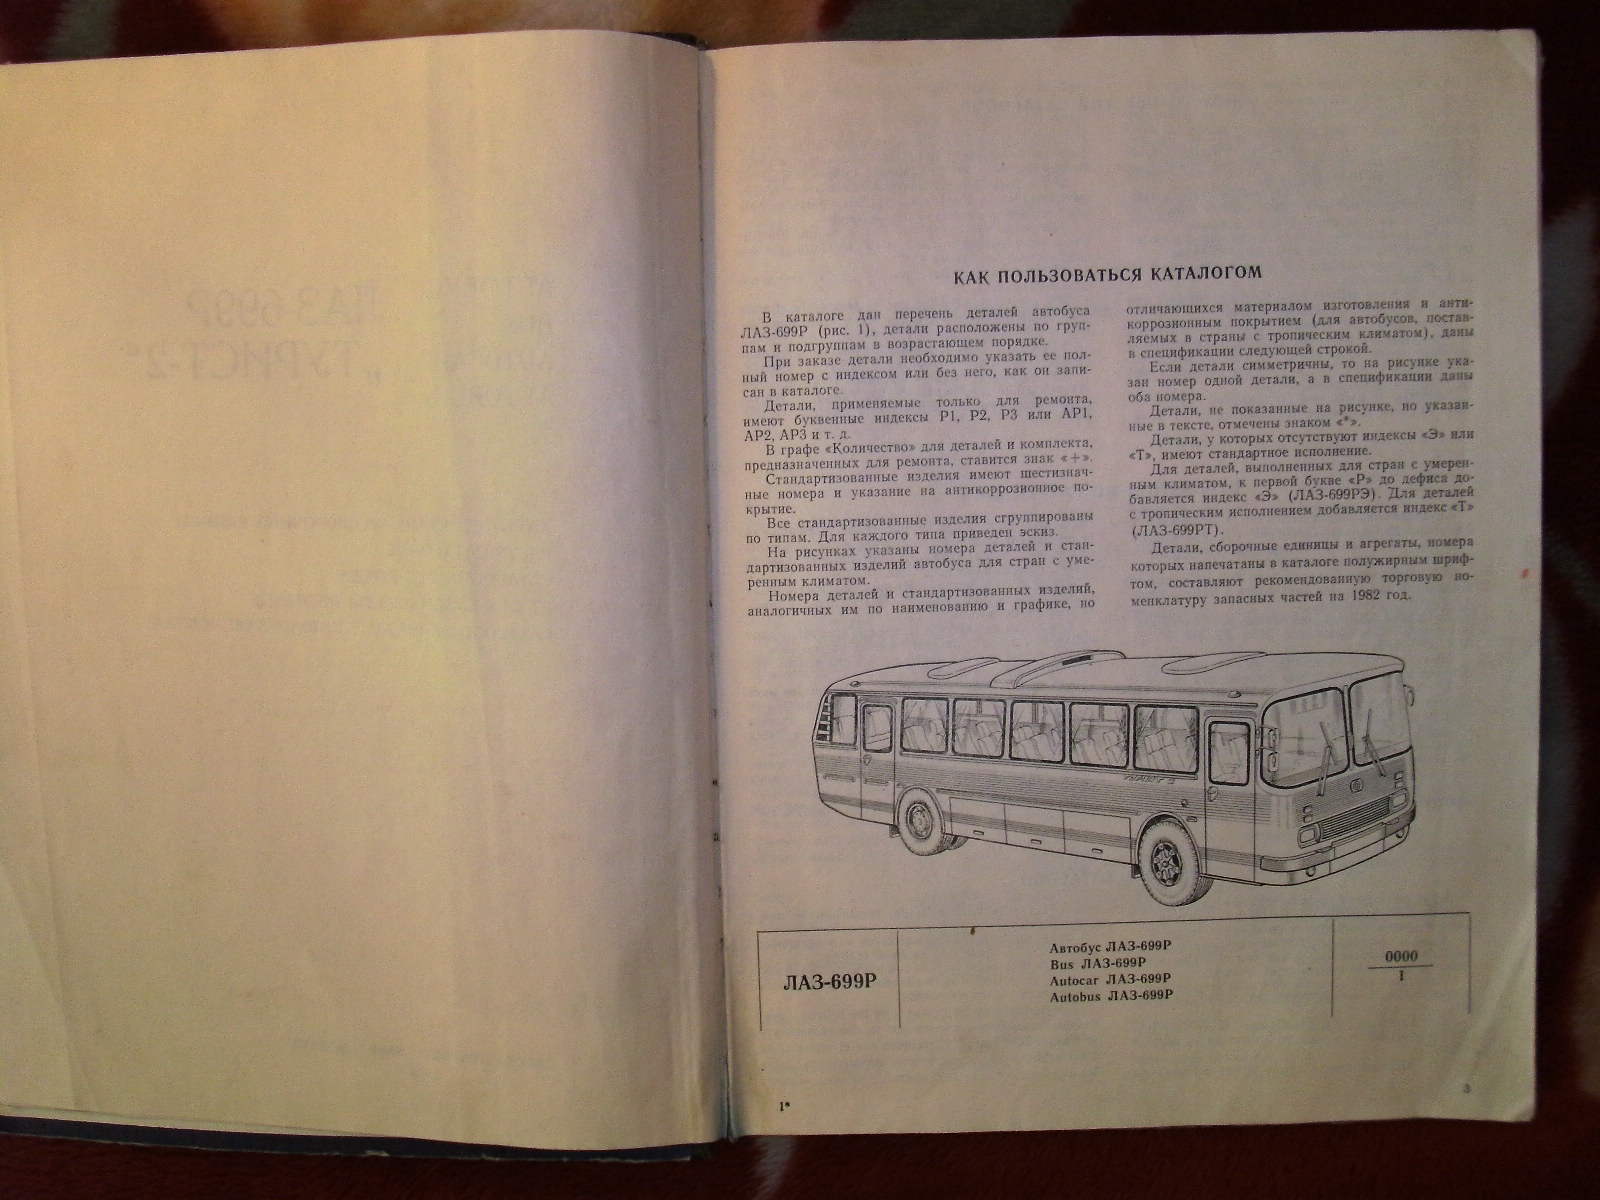 КАК ПОЛЬЗОВАТЬСЯ КАТАЛОГОМ
В каталоге дан перечень деталей автобуса
ЛАЗ-699Р (рис. 1), детали расположены по груп-
пам и подгруппам в возрастающем порядке.
При заказе детали необходимо указать ее пол-
ный номер с индексом или без него, как он запи-
сан в каталоге.
Детали, применяемые только для ремонта,
имеют буквенные индексы Р1, Р2, Р3 или АР1,
АР2, АР3 и т. д.
В графе «Количество» для деталей и комплекта,
предназначенных для ремонта, ставится знак «+».
Стандартизованные изделия имеют шестизнач-
ные номера и указание на антикоррозионное по-
крытие.
Все стандартизованные изделия сгруппированы
по типам. Для каждого типа приведен эскиз.
На рисунках указаны номера деталей и стан-
дартизованных изделий автобуса для стран с уме-
ренным климатом.
Номера деталей и стандартизованных изделий,
аналогичных им по наименованию и графике, но
отличающихся материалом изготовления и анти-
коррозионным покрытием (для автобусов, постав-
ляемых в страны с тропическим климатом), даны
в спецификации следующей строкой.
Если детали симметричны, то на рисунке ука-
зан номер одной детали, а в спецификации даны
оба номера.
Детали, не показанные на рисунке, но указан-
ные в тексте, отмечены знаком «*».
Детали, у которых отсутствуют индексы «Э» или
«Т», имеют стандартное исполнение.
Для деталей, выполненных для стран с умерен-
ным климатом, к первой букве «Р» до дефиса до-
бавляется индекс «Э» (ЛАЗ-699РЭ). Для деталей
с тропическим исполнением добавляется индекс «Т»
(ЛАЗ-699РТ).
Детали, сборочные единицы и агрегаты, номера
которых напечатаны в каталоге полужирным шриф-
том, составляют рекомендованную торговую но-
менклатуру запасных частей на 1982 год.
ЛАЗ-699Р
Автобус ЛАЗ-699Р
Bus ЛАЗ-699Р
Autocar ЛАЗ-699Р
Autobus ЛАЗ-699Р
0000
1
1*
3